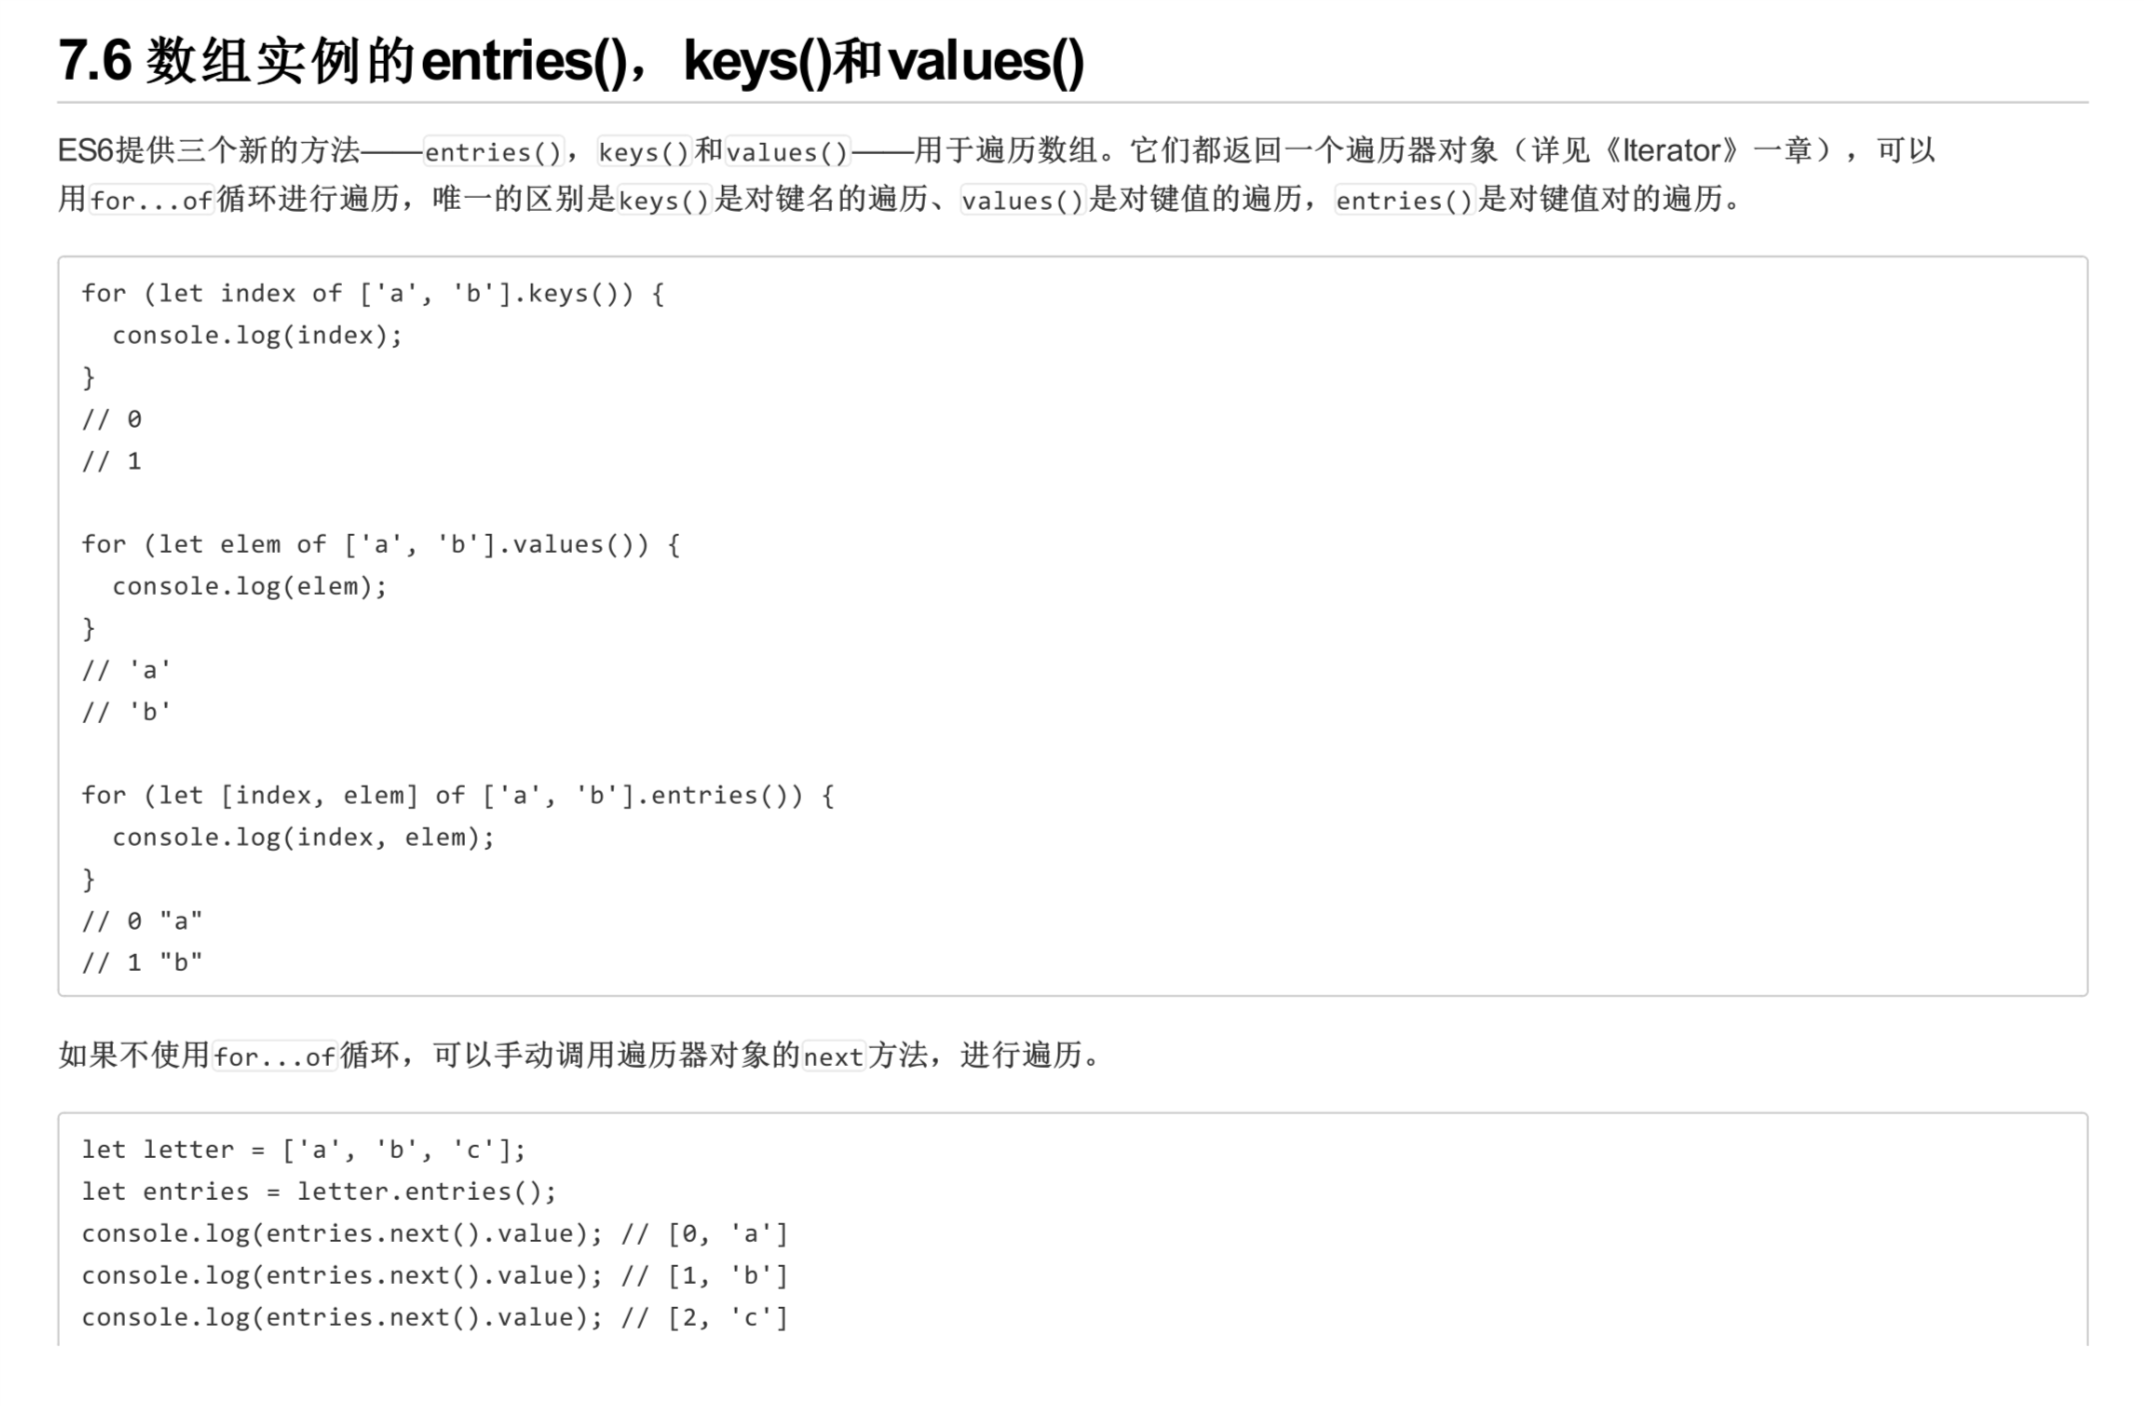 7.6 数组实例的entries()，keys()和values()
ES6提供三个新的方法——entries()，keys()和values()——用于遍历数组。它们都返回一个遍历器对象（详见《Iterator》一章），可以
用for...of循环进行遍历，唯一的区别是keys()是对键名的遍历、values()是对键值的遍历，entries()是对键值对的遍历。
for (let index of ['a', 'b'].keys()) {
  console.log(index);
}
// 0
// 1
for (let elem of ['a', 'b'].values()) {
  console.log(elem);
}
// 'a'
// 'b'
for (let [index, elem] of ['a', 'b'].entries()) {
  console.log(index, elem);
}
// 0 "a"
// 1 "b"
如果不使用for...of循环，可以手动调用遍历器对象的next方法，进行遍历。
let letter = ['a', 'b', 'c'];
let entries = letter.entries();
console.log(entries.next().value); // [0, 'a']
console.log(entries.next().value); // [1, 'b']
console.log(entries.next().value); // [2, 'c']